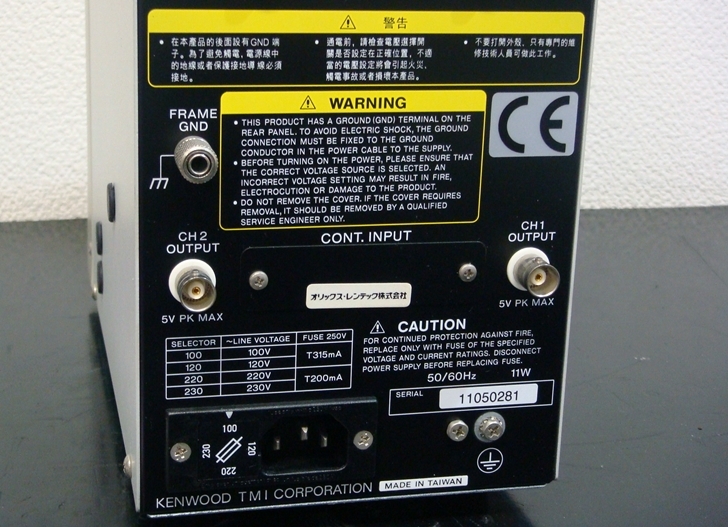 警告
• 在本產品的後面設有GND 端
子。為了避免觸電，電源線中
的地線或者保護接地導線必須
接地。
• 通電前，請檢查電壓選擇開
關是否設定在正確位置，不適
當的電壓設定將會引起火災，
觸電事故或者損壞本產品。
• 不要打開外殼，只有專門的維
修技術人員可做此工作。
FRAME
GND
WARNING
• THIS PRODUCT HAS A GROUND(GND) TERMINAL ON THE
REAR PANEL. TO AVOID ELECTRIC SHOCK, THE GROUND
CONNECTION MUST BE FIXED TO THE GROUND
CONDUCTOR IN THE POWER CABLE TO THE SUPPLY.
• BEFORE TURNING ON THE POWER, PLEASE ENSURE THAT
THE CORRECT VOLTAGE SOURCE IS SELECTED. AN
INCORRECT VOLTAGE SETTING MAY RESULT IN FIRE,
ELECTROCUTION OR DAMAGE TO THE PRODUCT.
• DO NOT REMOVE THE COVER. IF THE COVER REQUIRES
REMOVAL, IT SHOULD BE REMOVED BY A QUALIFIED
SERVICE ENGINEER ONLY.
CE
CH2
OUTPUT
5V PK MAX
CONT. INPUT
オリックス・レンテック株式会社
CH1
OUTPUT
5V PK MAX
SELECTOR ~LINE VOLTAGE FUSE 250V
100 100V T315mA
120 120V
220 220V T200mA
230 230V
CAUTION
FOR CONTINUED PROTECTION AGAINST FIRE,
REPLACE ONLY WITH FUSE OF THE SPECIFIED
VOLTAGE AND CURRENT RATINGS. DISCONNECT
POWER SUPPLY BEFORE REPLACING FUSE.
50/60Hz 11W
SERIAL 11050281
100
230 120
220
KENWOOD TMI CORPORATION MADE IN TAIWAN